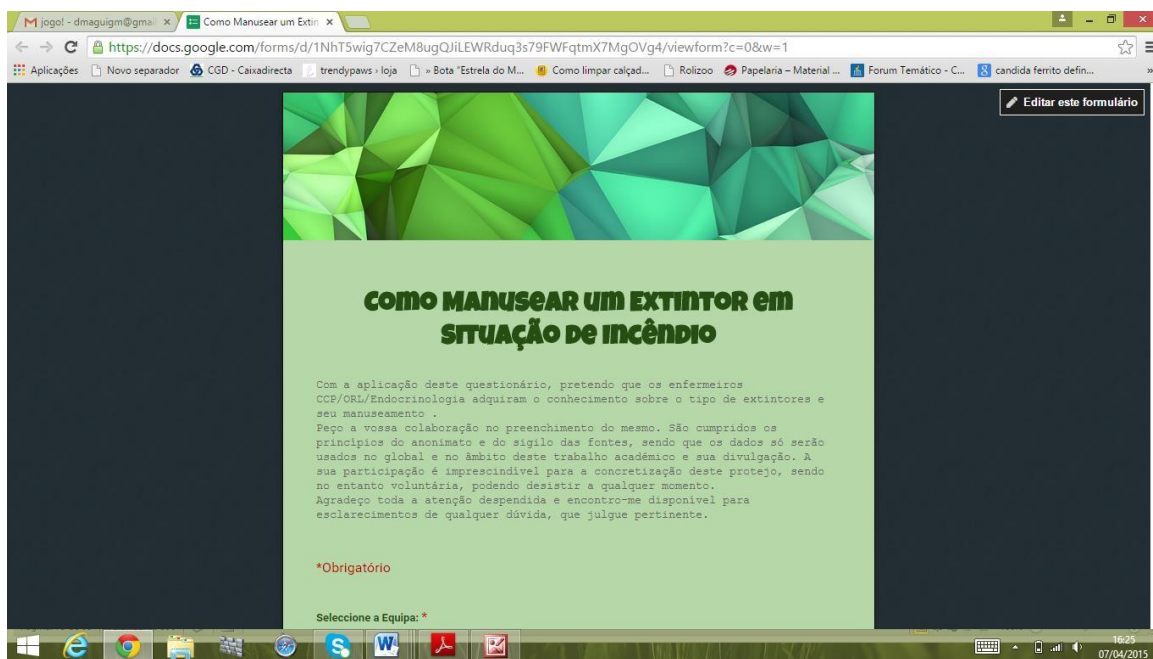 jogo! - dmaguigm@gmail
Como Manusear um Extin
https://docs.google.com/forms/d/1NhT5wig7CZeM8ugQJiLEWRduq3s79FWFqtmX7MgOVg4/viewform?c=0&w=1
Aplicações Novo separador CGD - Caixadirecta trendypaws › loja » Bota "Estrela do M... Como limpar calçad... Rolizoo Papelaria – Material ... Forum Temático - C... candida ferrito defin... »
Editar este formulário
Como Manusear um Extintor em
Situação de Incêndio
Com a aplicação deste questionário, pretendo que os enfermeiros
CCP/ORL/Endocrinologia adquiram o conhecimento sobre o tipo de extintores e
seu manuseamento .
Peço a vossa colaboração no preenchimento do mesmo. São cumpridos os
princípios do anonimato e do sigilo das fontes, sendo que os dados só serão
usados no global e no âmbito deste trabalho académico e sua divulgação. A
sua participação é imprescindível para a concretização deste protejo, sendo
no entanto voluntária, podendo desistir a qualquer momento.
Agradeço toda a atenção despendida e encontro-me disponível para
esclarecimentos de qualquer dúvida, que julgue pertinente.
*Obrigatório
Seleccione a Equipa: *
16:25
07/04/2015